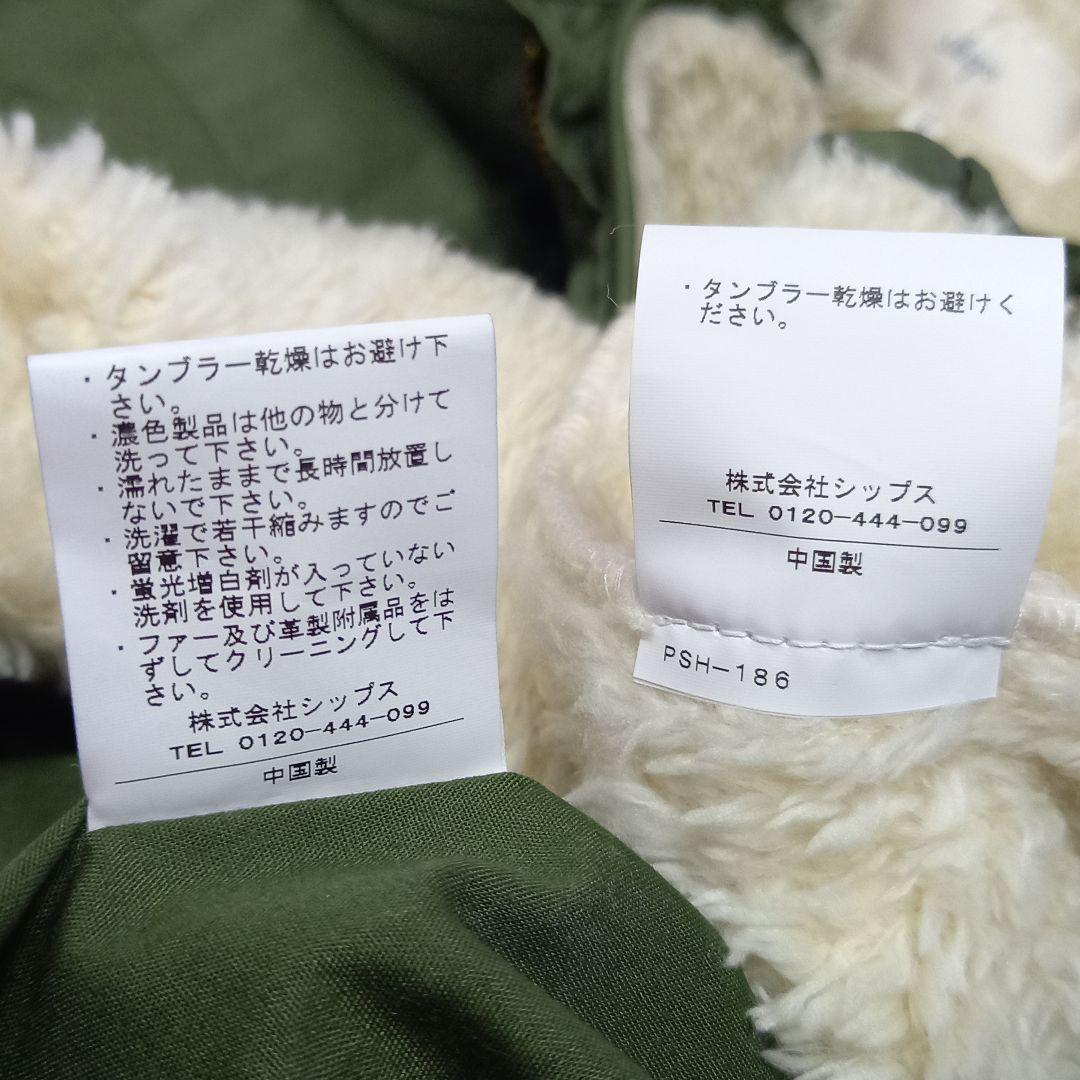 ・タンブラー乾燥はお避け下
さい。
・濃色製品は他の物と分けて
洗って下さい。
・濡れたままで長時間放置し
ないで下さい。
・洗濯で若干縮みますのでご
留意下さい。
・蛍光増白剤が入っていない
洗剤を使用して下さい。
・ファー及び革製附属品をは
ずしてクリーニングして下
さい。
株式会社シップス
TEL 0120-444-099
中国製
・タンブラー乾燥はお避けく
ださい。
株式会社シップス
TEL 0120-444-099
中国製
PSH-186